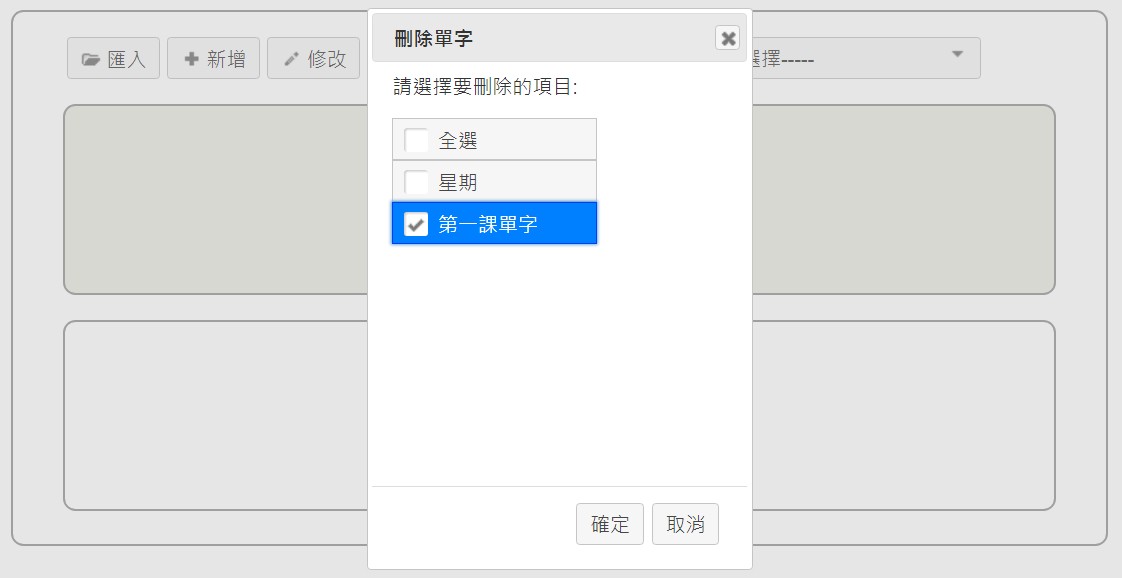 刪除單字
匯入
新增
修改
選擇-----
請選擇要刪除的項目:
全選
星期
第一課單字
確定
取消